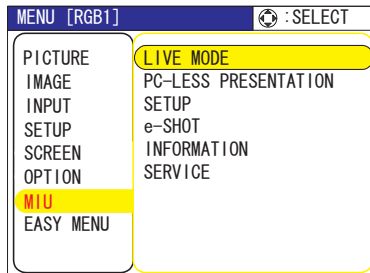 MENU [RGB1] :SELECT
PICTURE
IMAGE
INPUT
SETUP
SCREEN
OPTION
MIU
EASY MENU
LIVE MODE
PC-LESS PRESENTATION
SETUP
e-SHOT
INFORMATION
SERVICE